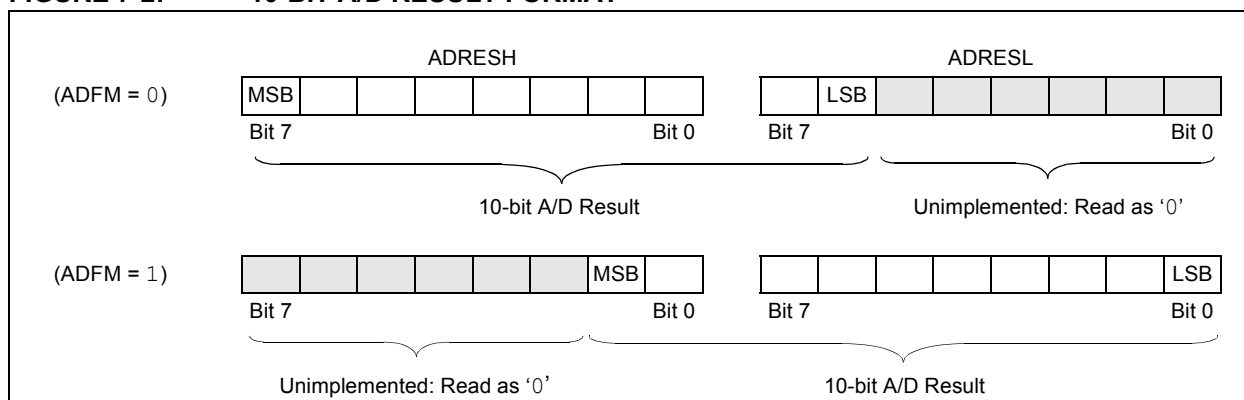 ADRESH ADRESL
(ADFM = 0) MSB LSB
Bit 7 Bit 0 Bit 7 Bit 0
10-bit A/D Result Unimplemented: Read as ‘0’
(ADFM = 1) MSB LSB
Bit 7 Bit 0 Bit 7 Bit 0
Unimplemented: Read as ‘0’ 10-bit A/D Result